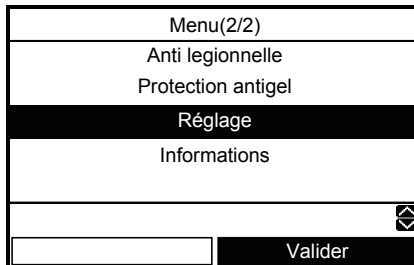 Menu(2/2)
Anti legionnelle
Protection antigel
Réglage
Informations
Valider